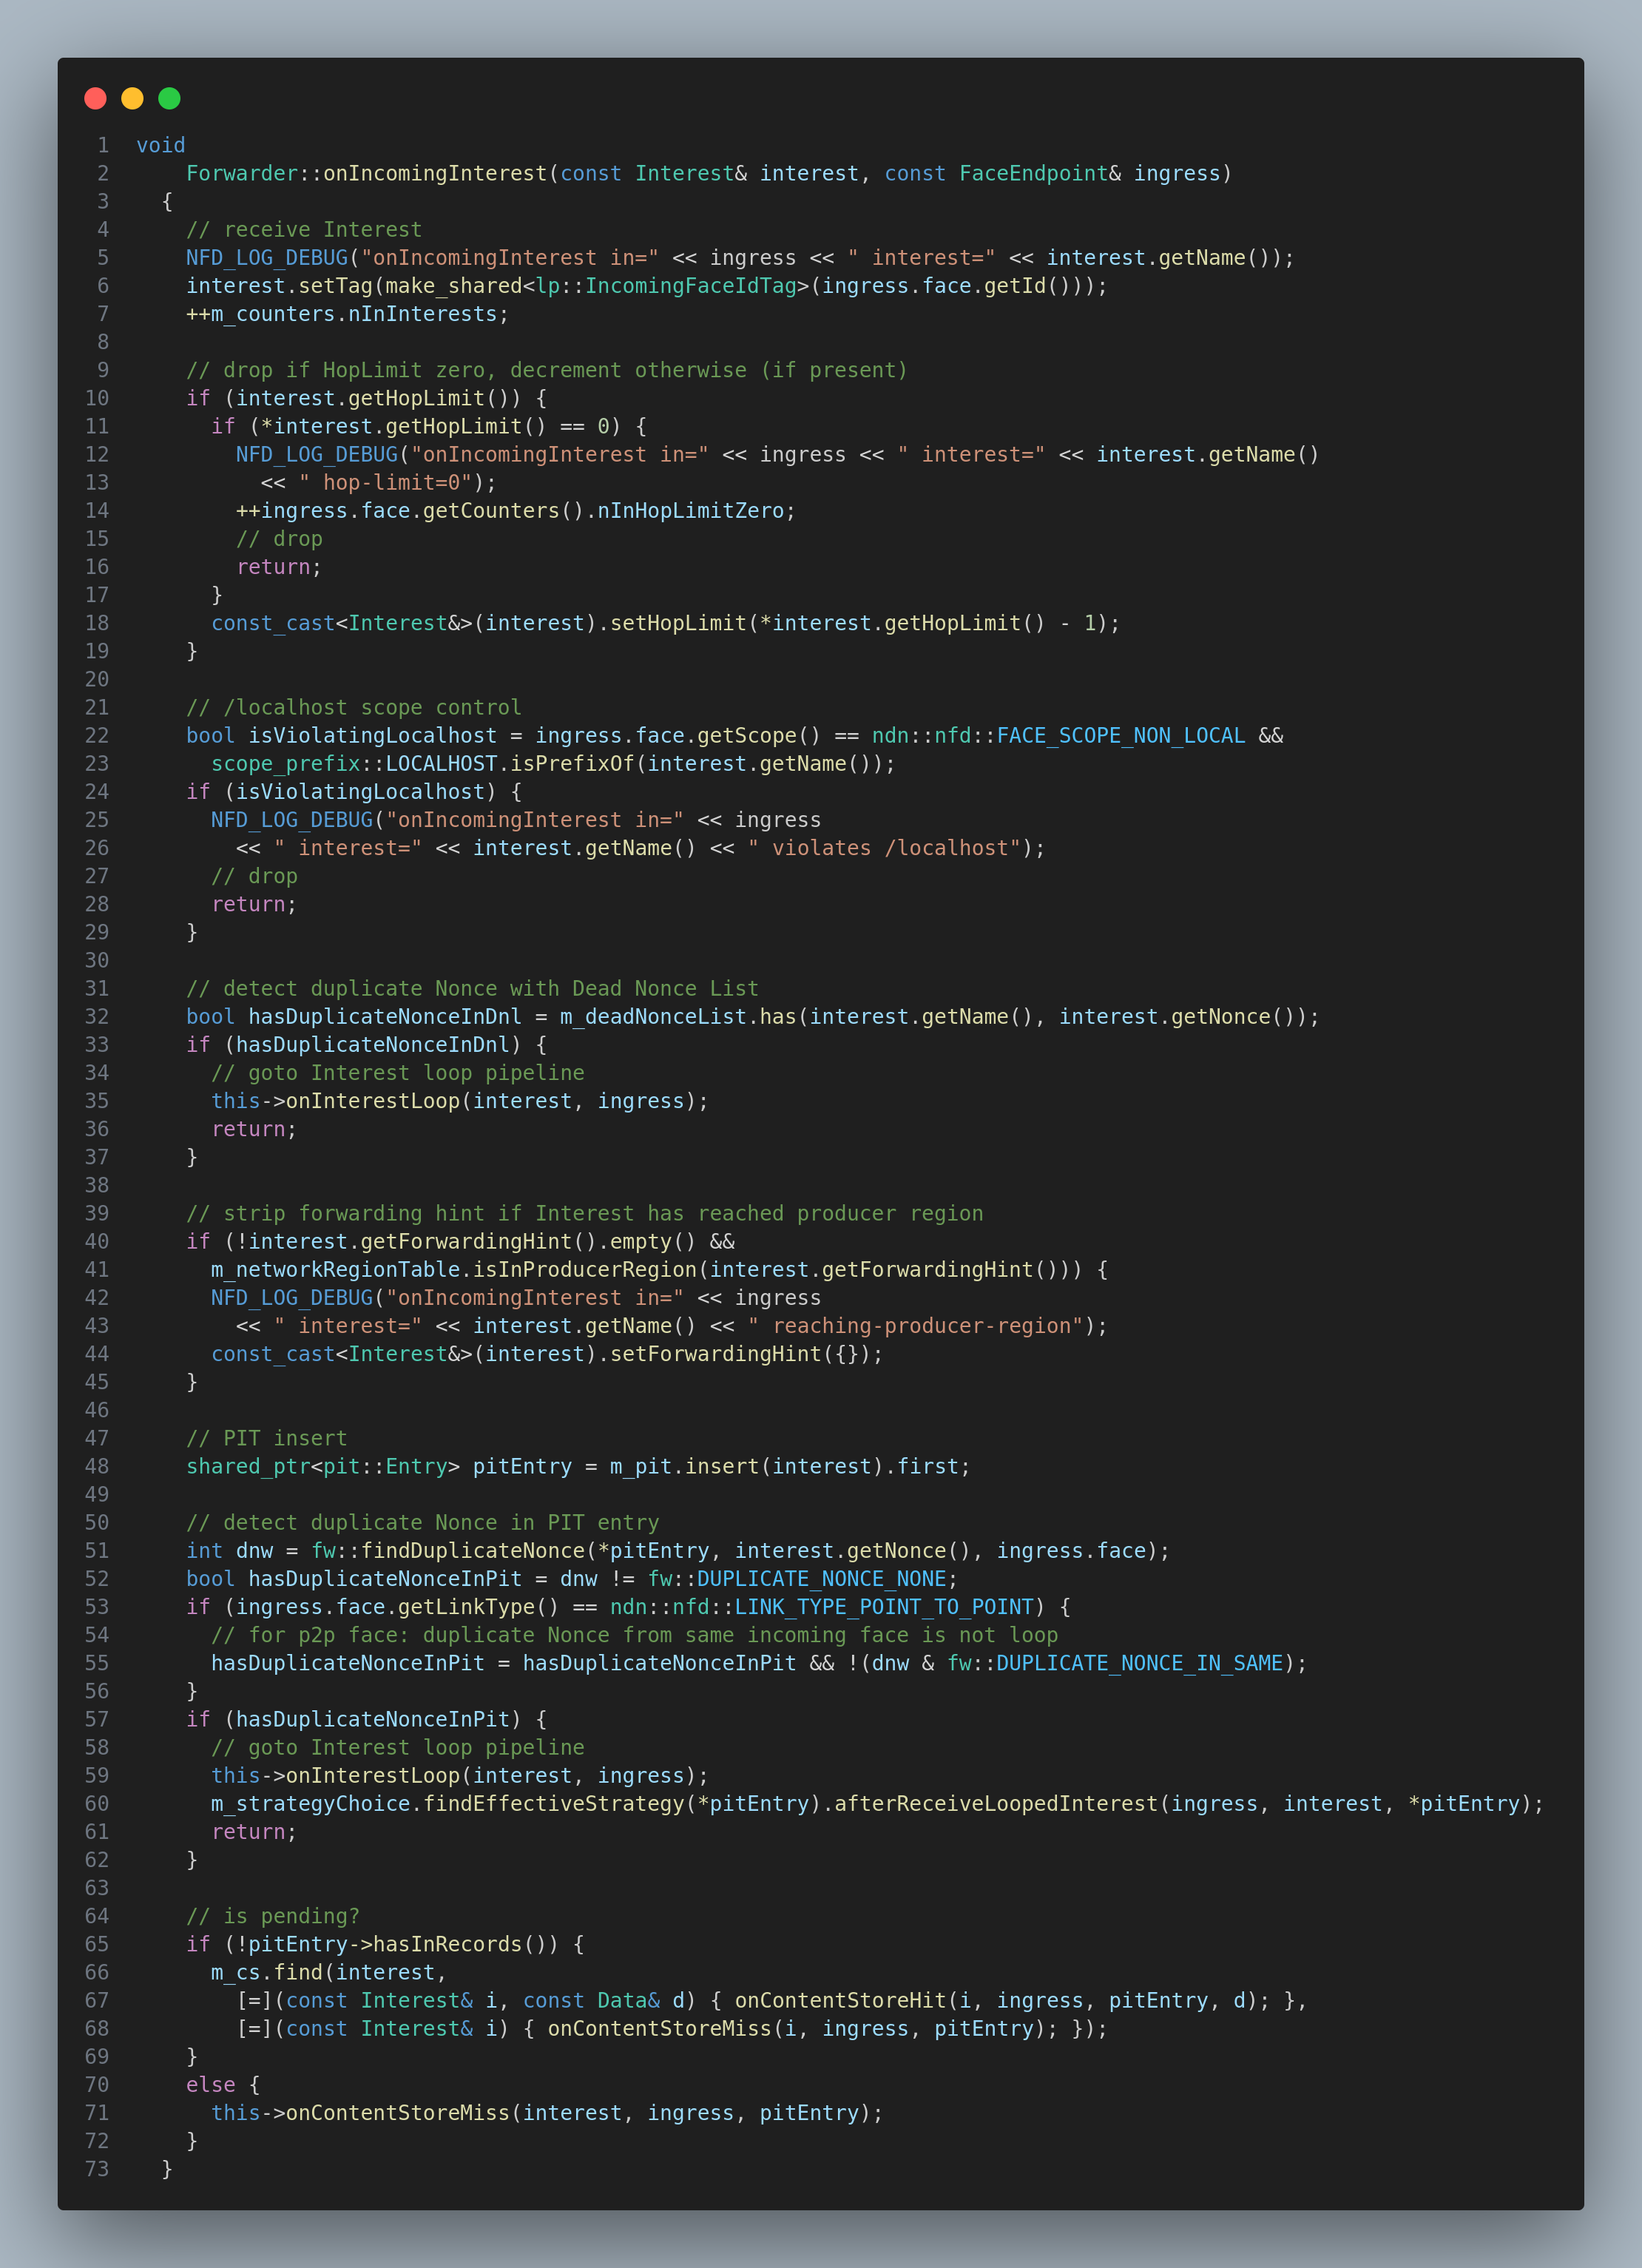 1 void
2     Forwarder::onIncomingInterest(const Interest& interest, const FaceEndpoint& ingress)
3   {
4     // receive Interest
5     NFD_LOG_DEBUG("onIncomingInterest in=" << ingress << " interest=" << interest.getName());
6     interest.setTag(make_shared<lp::IncomingFaceIdTag>(ingress.face.getId()));
7     ++m_counters.nInInterests;
8
9     // drop if HopLimit zero, decrement otherwise (if present)
10     if (interest.getHopLimit()) {
11       if (*interest.getHopLimit() == 0) {
12         NFD_LOG_DEBUG("onIncomingInterest in=" << ingress << " interest=" << interest.getName()
13           << " hop-limit=0");
14         ++ingress.face.getCounters().nInHopLimitZero;
15         // drop
16         return;
17       }
18       const_cast<Interest&>(interest).setHopLimit(*interest.getHopLimit() - 1);
19     }
20
21     // /localhost scope control
22     bool isViolatingLocalhost = ingress.face.getScope() == ndn::nfd::FACE_SCOPE_NON_LOCAL &&
23       scope_prefix::LOCALHOST.isPrefixOf(interest.getName());
24     if (isViolatingLocalhost) {
25       NFD_LOG_DEBUG("onIncomingInterest in=" << ingress
26         << " interest=" << interest.getName() << " violates /localhost");
27       // drop
28       return;
29     }
30
31     // detect duplicate Nonce with Dead Nonce List
32     bool hasDuplicateNonceInDnl = m_deadNonceList.has(interest.getName(), interest.getNonce());
33     if (hasDuplicateNonceInDnl) {
34       // goto Interest loop pipeline
35       this->onInterestLoop(interest, ingress);
36       return;
37     }
38
39     // strip forwarding hint if Interest has reached producer region
40     if (!interest.getForwardingHint().empty() &&
41       m_networkRegionTable.isInProducerRegion(interest.getForwardingHint())) {
42       NFD_LOG_DEBUG("onIncomingInterest in=" << ingress
43         << " interest=" << interest.getName() << " reaching-producer-region");
44       const_cast<Interest&>(interest).setForwardingHint({});
45     }
46
47     // PIT insert
48     shared_ptr<pit::Entry> pitEntry = m_pit.insert(interest).first;
49
50     // detect duplicate Nonce in PIT entry
51     int dnw = fw::findDuplicateNonce(*pitEntry, interest.getNonce(), ingress.face);
52     bool hasDuplicateNonceInPit = dnw != fw::DUPLICATE_NONCE_NONE;
53     if (ingress.face.getLinkType() == ndn::nfd::LINK_TYPE_POINT_TO_POINT) {
54       // for p2p face: duplicate Nonce from same incoming face is not loop
55       hasDuplicateNonceInPit = hasDuplicateNonceInPit && !(dnw & fw::DUPLICATE_NONCE_IN_SAME);
56     }
57     if (hasDuplicateNonceInPit) {
58       // goto Interest loop pipeline
59       this->onInterestLoop(interest, ingress);
60       m_strategyChoice.findEffectiveStrategy(*pitEntry).afterReceiveLoopedInterest(ingress, interest, *pitEntry);
61       return;
62     }
63
64     // is pending?
65     if (!pitEntry->hasInRecords()) {
66       m_cs.find(interest,
67         [=](const Interest& i, const Data& d) { onContentStoreHit(i, ingress, pitEntry, d); },
68         [=](const Interest& i) { onContentStoreMiss(i, ingress, pitEntry); });
69     }
70     else {
71       this->onContentStoreMiss(interest, ingress, pitEntry);
72     }
73   }